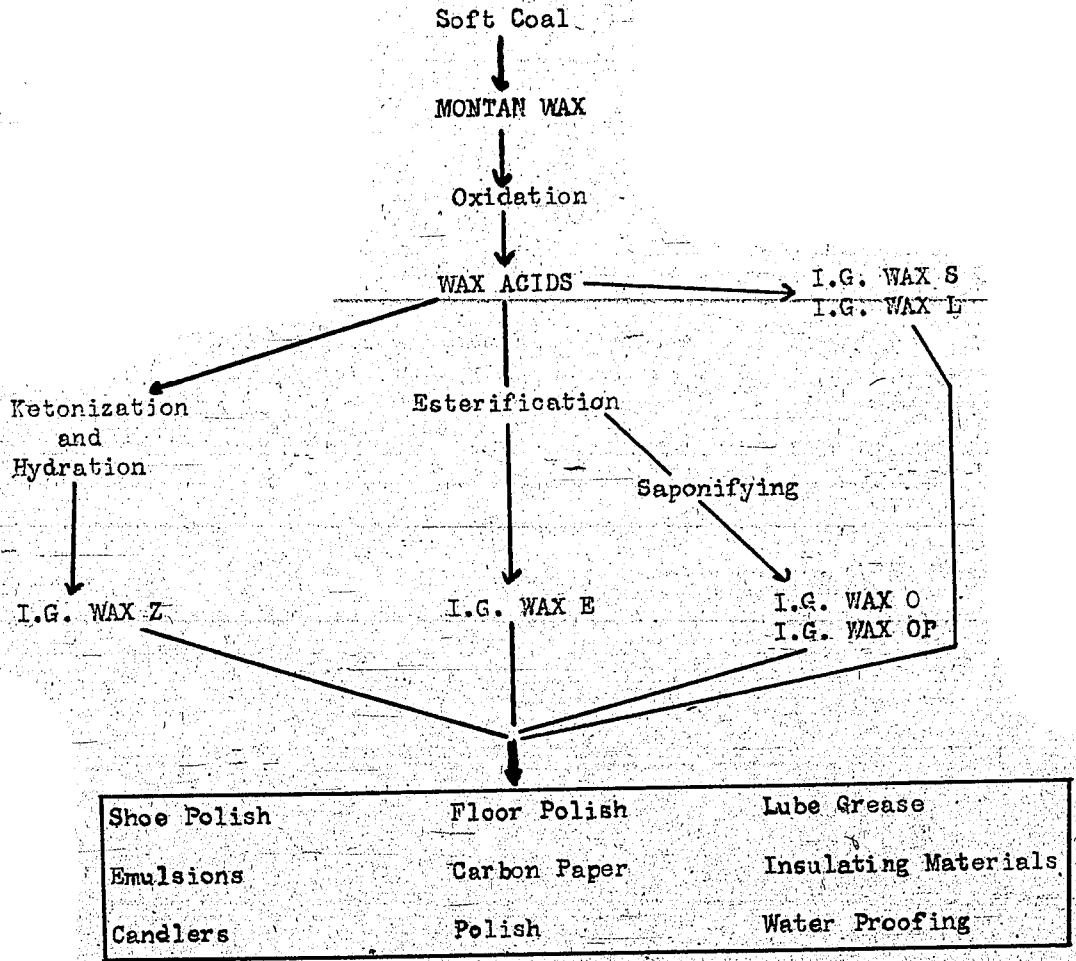 Soft Coal
MONTAN WAX
Oxidation
WAX ACIDS
I.G. WAX S
I.G. WAX L
Ketonization
and
Hydration
Esterification
Saponifying
I.G. WAX Z
I.G. WAX E
I.G. WAX O
I.G. WAX OP
Shoe Polish Floor Polish Lube Grease
Emulsions Carbon Paper Insulating Materials
Candlers Polish Water Proofing